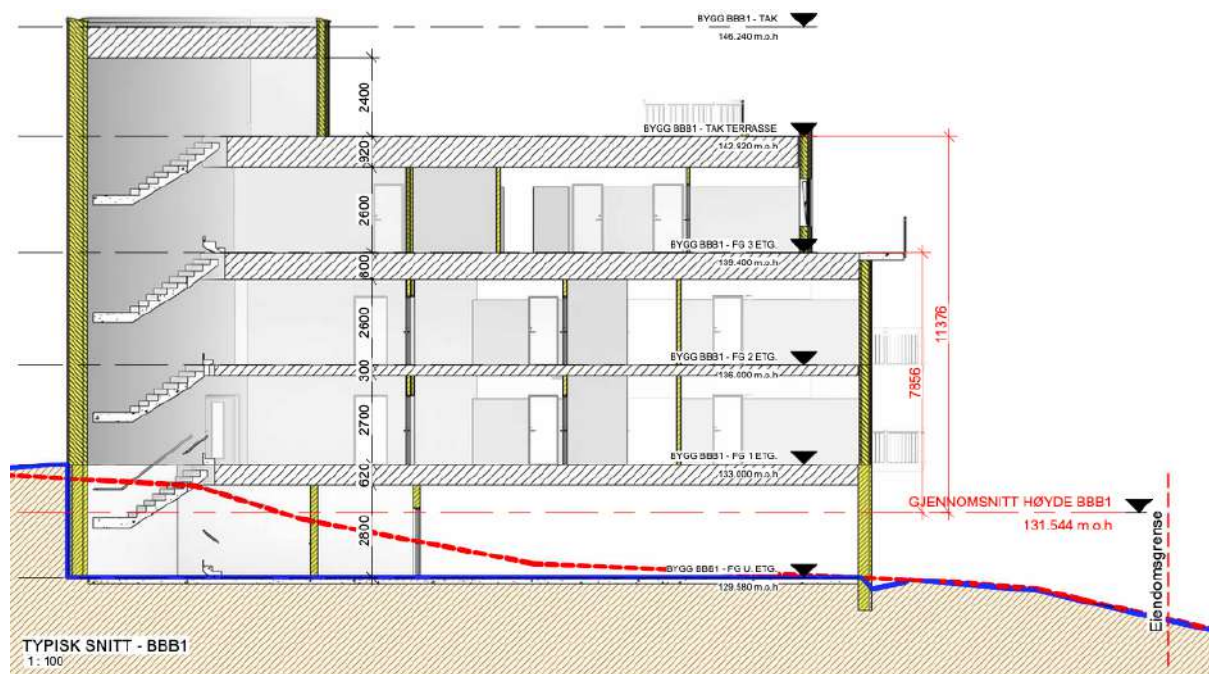 BYGG BBB1 - TAK
146.240 m.o.h
2400
BYGG BBB1 - TAK TERRASSE
142.920 m.o.h
920
2600
BYGG BBB1 - FG 3 ETG.
139.400 m.o.h
800
2600
11376
BYGG BBB1 - FG 2 ETG.
136.000 m.o.h
300
7856
2700
BYGG BBB1 - FG 1 ETG.
133.000 m.o.h
620
GJENNOMSNITT HØYDE BBB1
131.544 m.o.h
2800
BYGG BBB1 - FG U. ETG.
129.580 m.o.h
Eiendomsgrense
TYPISK SNITT - BBB1
1 : 100